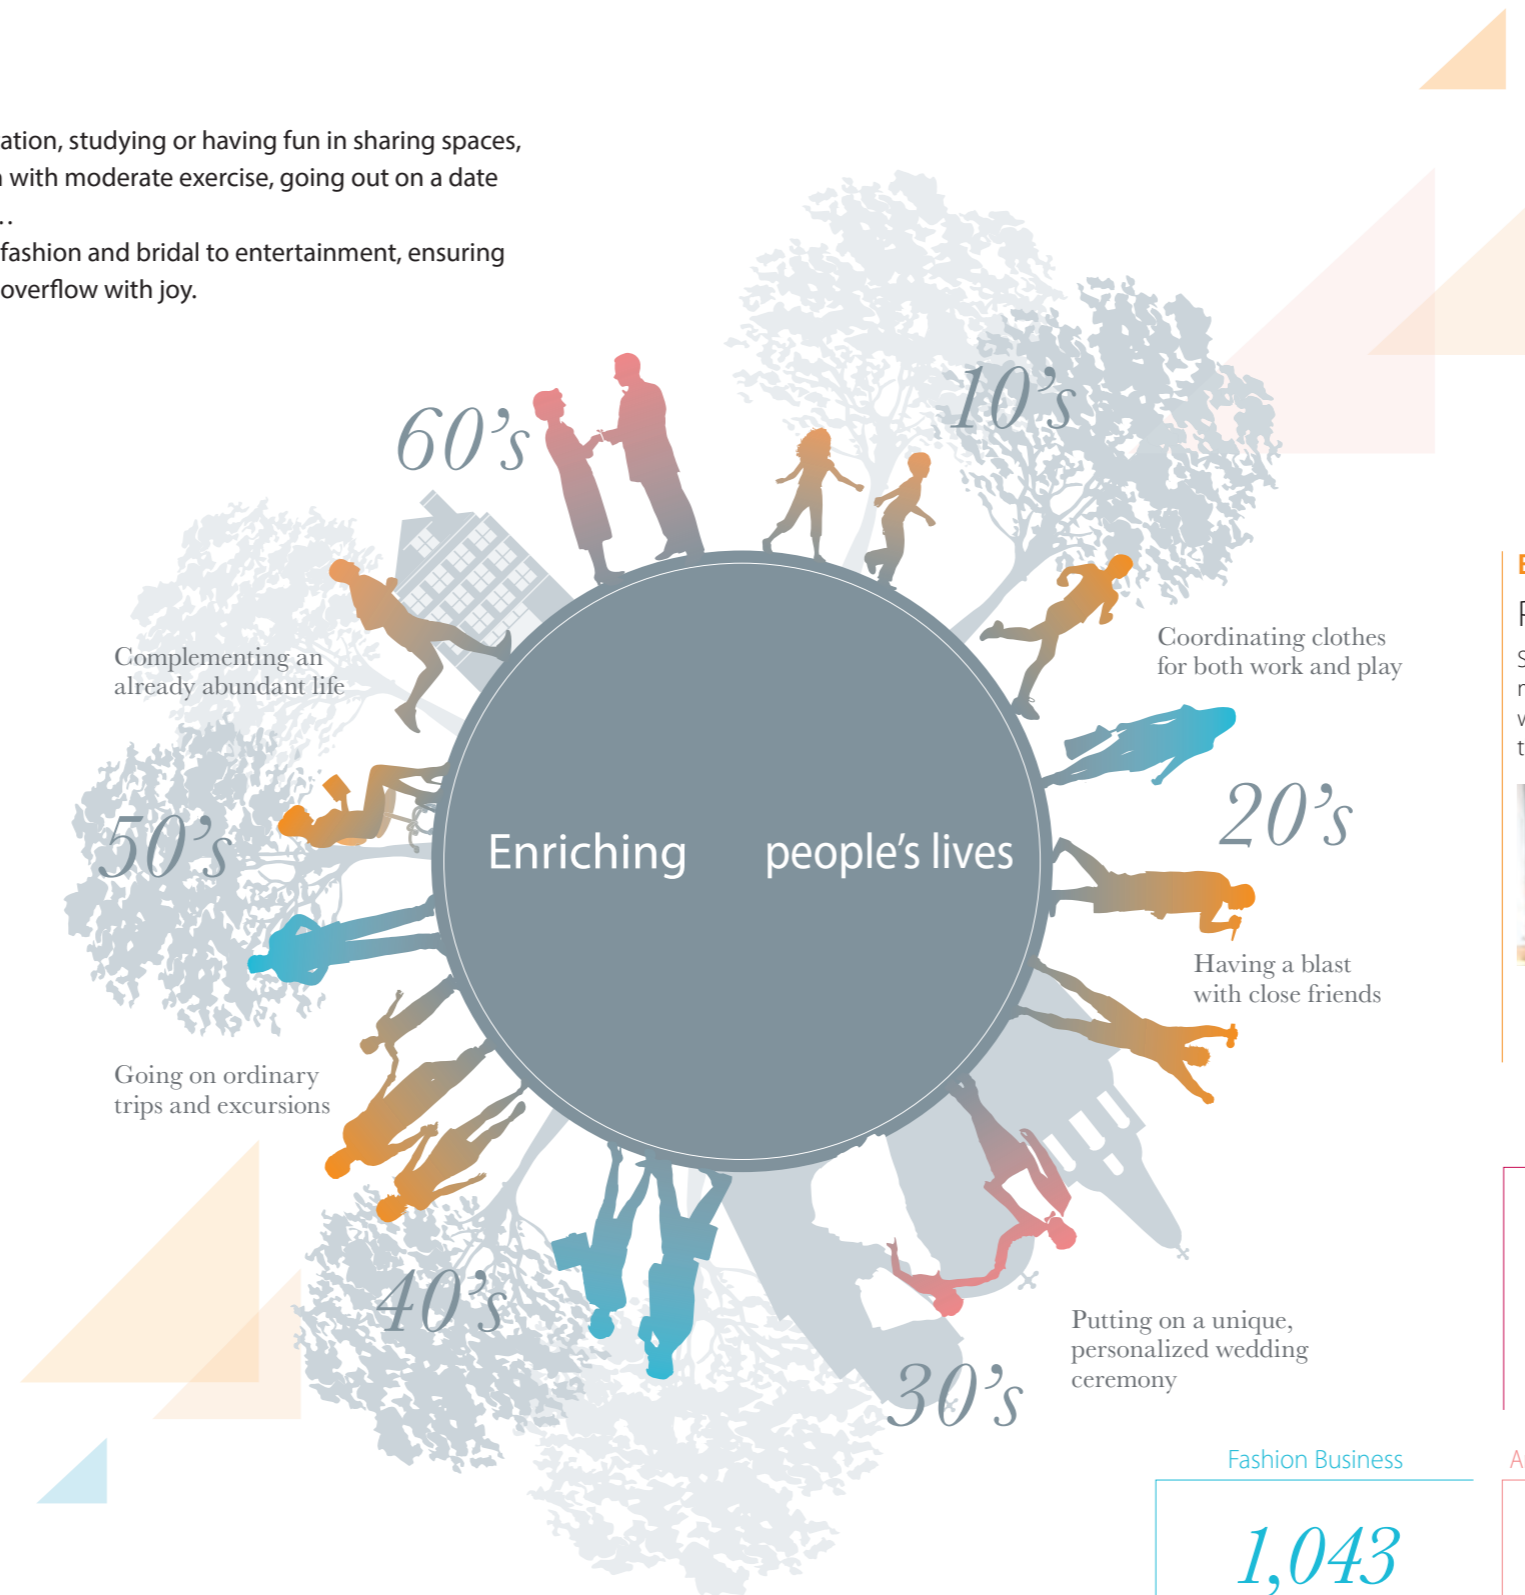 ation, studying or having fun in sharing spaces,
with moderate exercise, going out on a date
…
fashion and bridal to entertainment, ensuring
overflow with joy.
60’s
10’s
Coordinating clothes
for both work and play
Complementing an
already abundant life
20’s
50’s
Enriching people’s lives
Having a blast
with close friends
Going on ordinary
trips and excursions
40’s
Putting on a unique,
personalized wedding
ceremony
30’s
Fashion Business
1,043